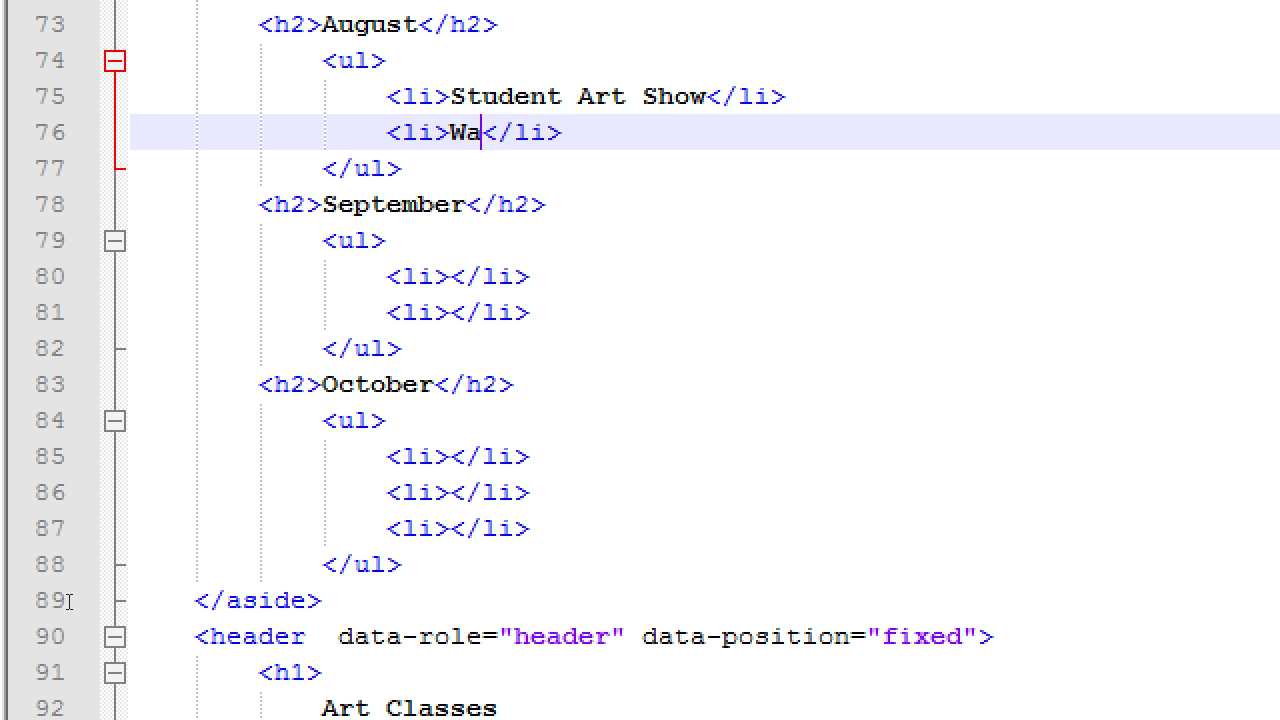 73 <h2>August</h2>
74 <ul>
75 <li>Student Art Show</li>
76 <li>Wa</li>
77 </ul>
78 <h2>September</h2>
79 <ul>
80 <li></li>
81 <li></li>
82 </ul>
83 <h2>October</h2>
84 <ul>
85 <li></li>
86 <li></li>
87 <li></li>
88 </ul>
89 </aside>
90 <header  data-role="header" data-position="fixed">
91 <h1>
92 Art Classes